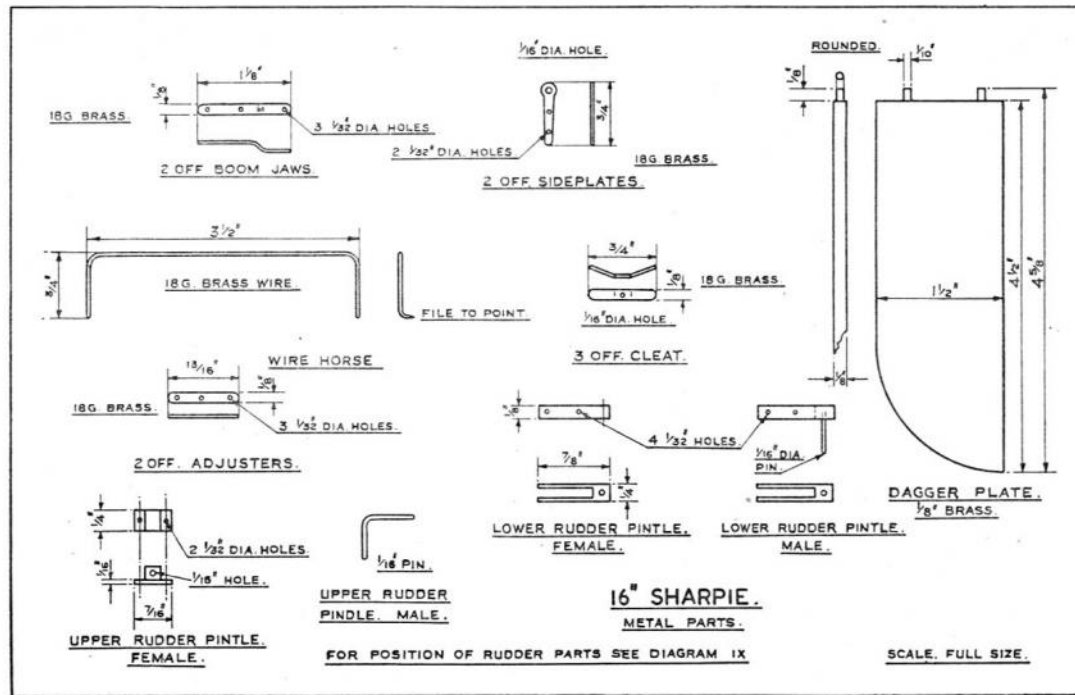 1 1/8"
1/8"
18G BRASS.
3 1/32" DIA. HOLES
2 OFF BOOM JAWS.
1/16" DIA. HOLE.
3/4"
2 1/32" DIA. HOLES.
18G BRASS.
2 OFF. SIDEPLATES.
ROUNDED.
1/10"
1/8"
3 1/2"
3/4"
18G. BRASS WIRE.
FILE TO POINT.
WIRE HORSE
3/4"
1/8"
18G BRASS.
1/16" DIA. HOLE.
3 OFF. CLEAT.
1/8"
1 1/2"
4 1/2"
4 5/8"
DAGGER PLATE.
1/8" BRASS.
13/16"
1/8"
18G. BRASS.
3 1/32" DIA. HOLES.
2 OFF. ADJUSTERS.
1/8"
4 1/32" HOLES.
1/16" DIA.
PIN.
7/8"
1/4"
LOWER RUDDER PINTLE,
FEMALE.
LOWER RUDDER PINTLE.
MALE.
1/4"
2 1/32" DIA. HOLES.
1/16
1/16" HOLE.
7/16"
UPPER RUDDER PINTLE.
FEMALE.
1/16" PIN.
UPPER RUDDER
PINDLE. MALE.
16" SHARPIE.
METAL PARTS.
FOR POSITION OF RUDDER PARTS SEE DIAGRAM IX
SCALE. FULL SIZE.